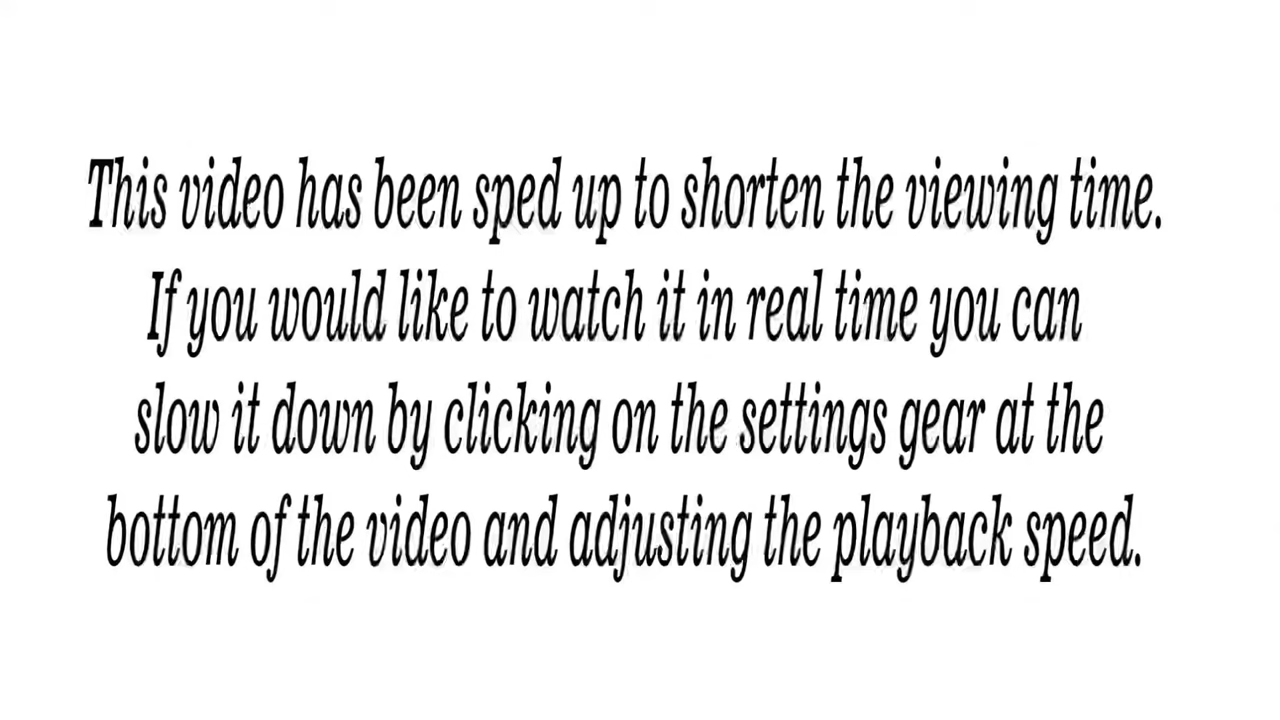 This video has been sped up to shorten the viewing time.
If you would like to watch it in real time you can
slow it down by clicking on the settings gear at the
bottom of the video and adjusting the playback speed.